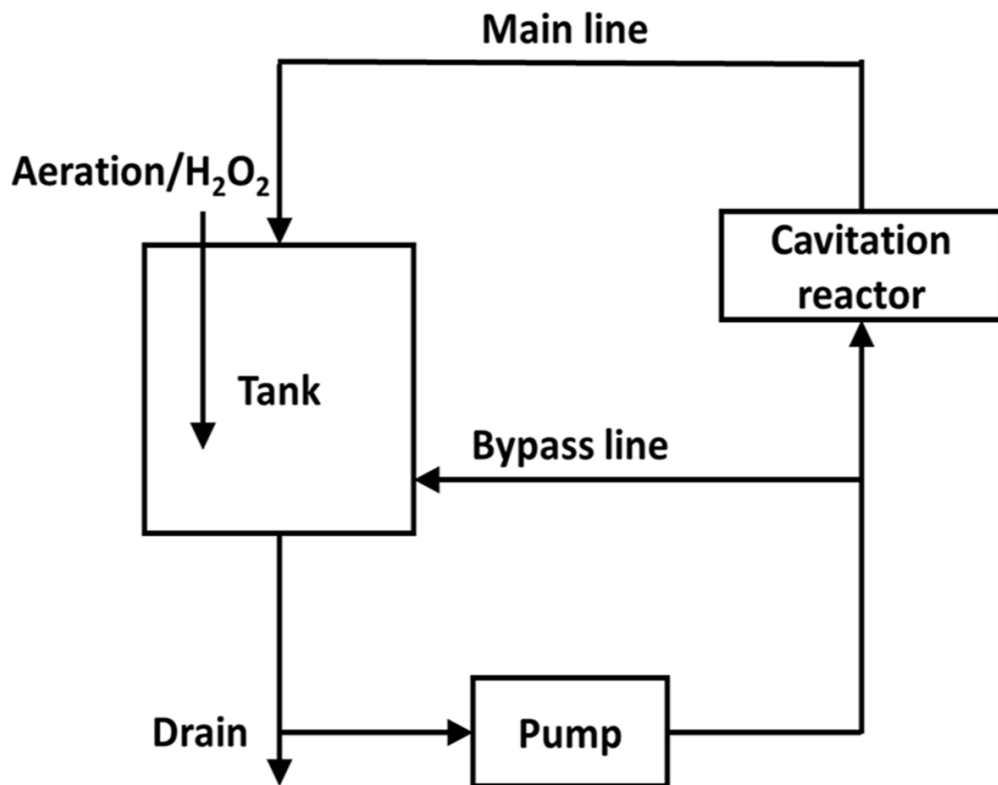 Main line
Aeration/H₂O₂
Cavitation
reactor
Tank
Bypass line
Drain
Pump